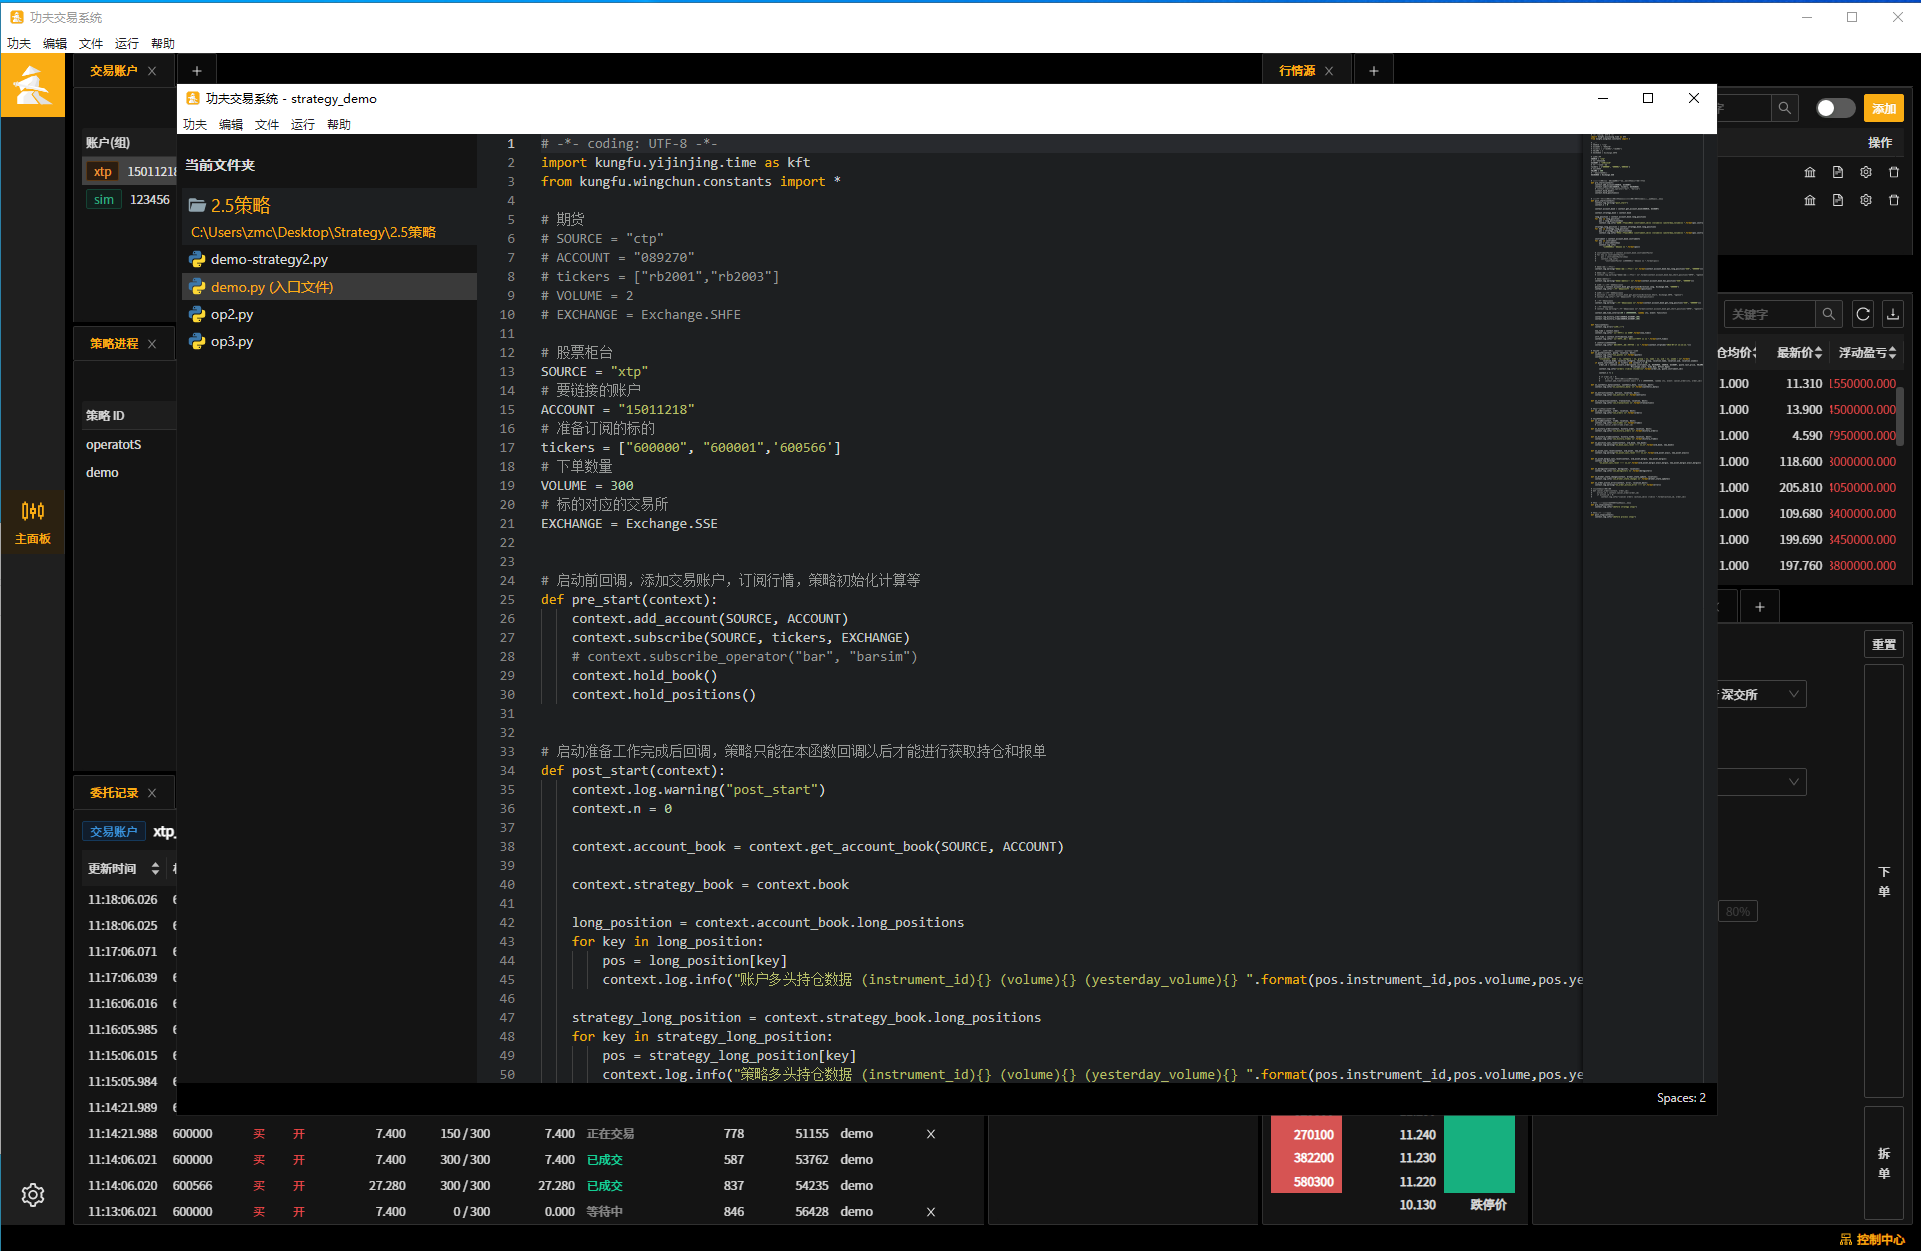 功夫交易系统
功夫 编辑 文件 运行 帮助
交易账户
行情源
添加
账户(组)
操作
xtp 15011218
sim 123456
功夫交易系统 - strategy_demo
功夫 编辑 文件 运行 帮助
当前文件夹
2.5策略
C:\Users\zmc\Desktop\Strategy\2.5策略
demo-strategy2.py
demo.py (入口文件)
op2.py
op3.py
1 # -*- coding: UTF-8 -*-
2 import kungfu.yijinjing.time as kft
3 from kungfu.wingchun.constants import *
4
5 # 期货
6 # SOURCE = "ctp"
7 # ACCOUNT = "089270"
8 # tickers = ["rb2001","rb2003"]
9 # VOLUME = 2
10 # EXCHANGE = Exchange.SHFE
11
12 # 股票柜台
13 SOURCE = "xtp"
14 # 要链接的账户
15 ACCOUNT = "15011218"
16 # 准备订阅的标的
17 tickers = ["600000", "600001",'600566']
18 # 下单数量
19 VOLUME = 300
20 # 标的对应的交易所
21 EXCHANGE = Exchange.SSE
22
23
24 # 启动前回调，添加交易账户，订阅行情，策略初始化计算等
25 def pre_start(context):
26 context.add_account(SOURCE, ACCOUNT)
27 context.subscribe(SOURCE, tickers, EXCHANGE)
28 # context.subscribe_operator("bar", "barsim")
29 context.hold_book()
30 context.hold_positions()
31
32
33 # 启动准备工作完成后回调，策略只能在本函数回调以后才能进行获取持仓和报单
34 def post_start(context):
35 context.log.warning("post_start")
36 context.n = 0
37
38 context.account_book = context.get_account_book(SOURCE, ACCOUNT)
39
40 context.strategy_book = context.book
41
42 long_position = context.account_book.long_positions
43 for key in long_position:
44 pos = long_position[key]
45 context.log.info("账户多头持仓数据 (instrument_id){} (volume){} (yesterday_volume){} ".format(pos.instrument_id,pos.volume,pos.ye
46
47 strategy_long_position = context.strategy_book.long_positions
48 for key in strategy_long_position:
49 pos = strategy_long_position[key]
50 context.log.info("策略多头持仓数据 (instrument_id){} (volume){} (yesterday_volume){} ".format(pos.instrument_id,pos.volume,pos.ye
Spaces: 2
策略进程
策略 ID
operatotS
demo
主面板
关键字
仓均价 最新价 浮动盈亏
1.000 11.310 1550000.000
1.000 13.900 4500000.000
1.000 4.590 7950000.000
1.000 118.600 3000000.000
1.000 205.810 4050000.000
1.000 109.680 3400000.000
1.000 199.690 3450000.000
1.000 197.760 3800000.000
重置
深交所
下单
80%
拆单
委托记录
交易账户 xtp_
更新时间
11:18:06.026
11:18:06.025
11:17:06.071
11:17:06.039
11:16:06.016
11:16:05.985
11:15:06.015
11:15:05.984
11:14:21.989
11:14:21.988 600000 买 开 7.400 150 / 300 7.400 正在交易 778 51155 demo X
11:14:06.021 600000 买 开 7.400 300 / 300 7.400 已成交 587 53762 demo
11:14:06.020 600566 买 开 27.280 300 / 300 27.280 已成交 837 54235 demo
11:13:06.021 600000 买 开 7.400 0 / 300 0.000 等待中 846 56428 demo X
270100 11.240
382200 11.230
580300 11.220
10.130 跌停价
控制中心